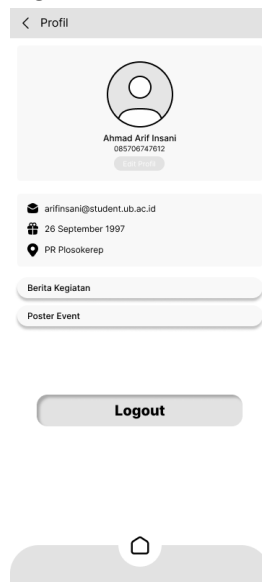 Profil
Ahmad Arif Insani
085706747612
Edit Profil
arifinsani@student.ub.ac.id
26 September 1997
PR Plosokerep
Berita Kegiatan
Poster Event
Logout